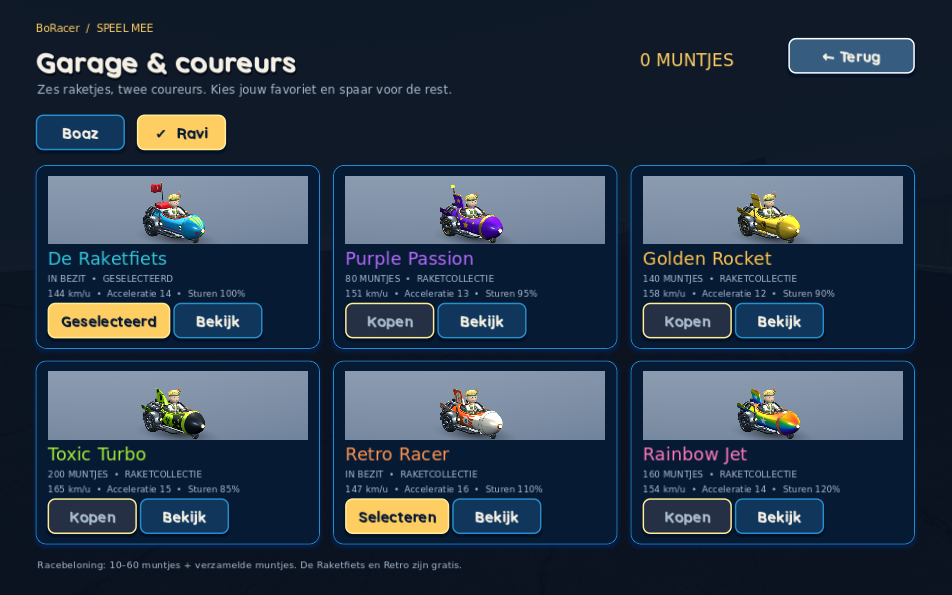 BoRacer / SPEEL MEE
Garage & coureurs
0 MUNTJES
← Terug
Zes raketjes, twee coureurs. Kies jouw favoriet en spaar voor de rest.
Boaz
✓ Ravi
De Raketfiets
IN BEZIT • GESELECTEERD
144 km/u • Acceleratie 14 • Sturen 100%
Geselecteerd
Bekijk
Purple Passion
80 MUNTJES • RAKETCOLLECTIE
151 km/u • Acceleratie 13 • Sturen 95%
Kopen
Bekijk
Golden Rocket
140 MUNTJES • RAKETCOLLECTIE
158 km/u • Acceleratie 12 • Sturen 90%
Kopen
Bekijk
Toxic Turbo
200 MUNTJES • RAKETCOLLECTIE
165 km/u • Acceleratie 15 • Sturen 85%
Kopen
Bekijk
Retro Racer
IN BEZIT • RAKETCOLLECTIE
147 km/u • Acceleratie 16 • Sturen 110%
Selecteren
Bekijk
Rainbow Jet
160 MUNTJES • RAKETCOLLECTIE
154 km/u • Acceleratie 14 • Sturen 120%
Kopen
Bekijk
Racebeloning: 10–60 muntjes + verzamelde muntjes. De Raketfiets en Retro zijn gratis.